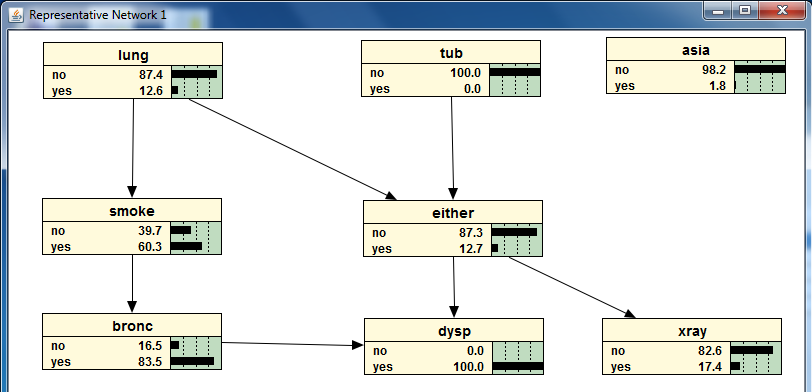 Representative Network 1
lung
no 87.4
yes 12.6
tub
no 100.0
yes 0.0
asia
no 98.2
yes 1.8
smoke
no 39.7
yes 60.3
either
no 87.3
yes 12.7
bronc
no 16.5
yes 83.5
dysp
no 0.0
yes 100.0
xray
no 82.6
yes 17.4